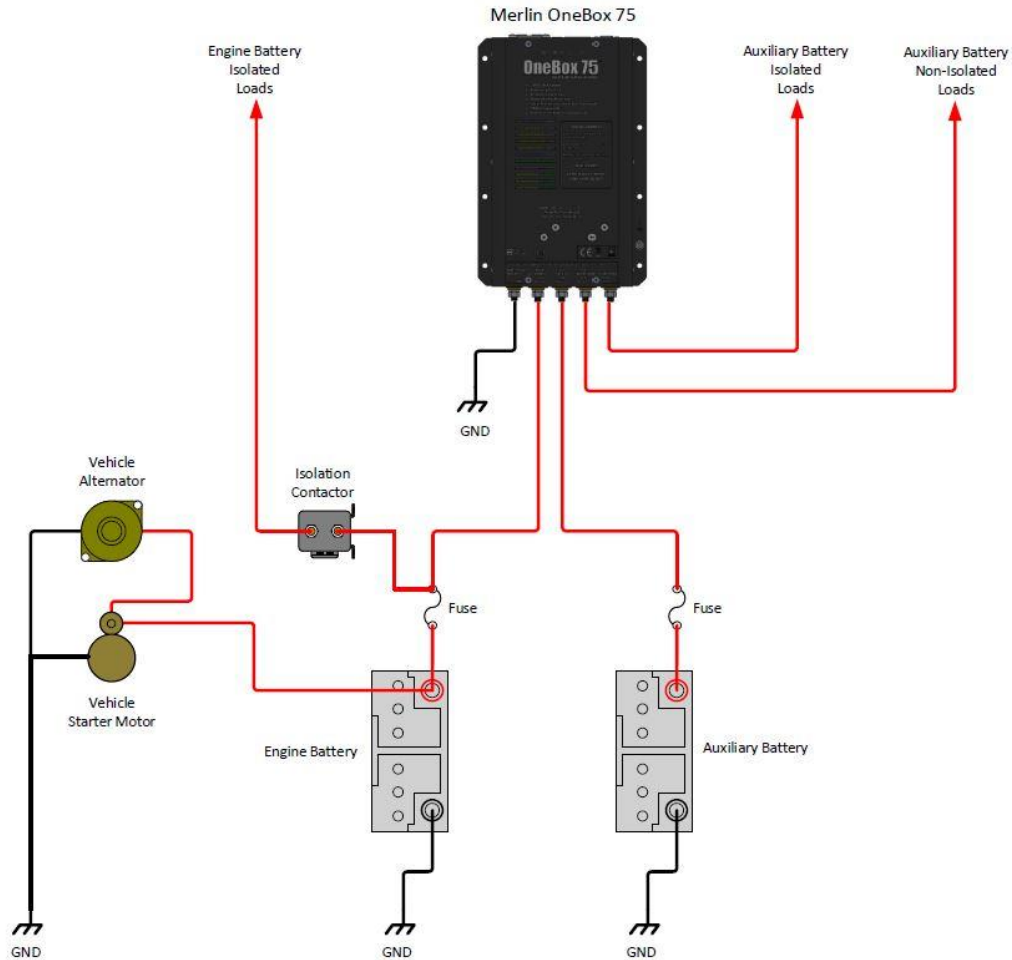 Merlin OneBox 75
Engine Battery
Isolated
Loads
Auxiliary Battery
Isolated
Loads
Auxiliary Battery
Non-Isolated
Loads
OneBox 75
CE
GND
Vehicle
Alternator
Isolation
Contactor
Fuse
Fuse
Vehicle
Starter Motor
Engine Battery
Auxiliary Battery
GND
GND
GND